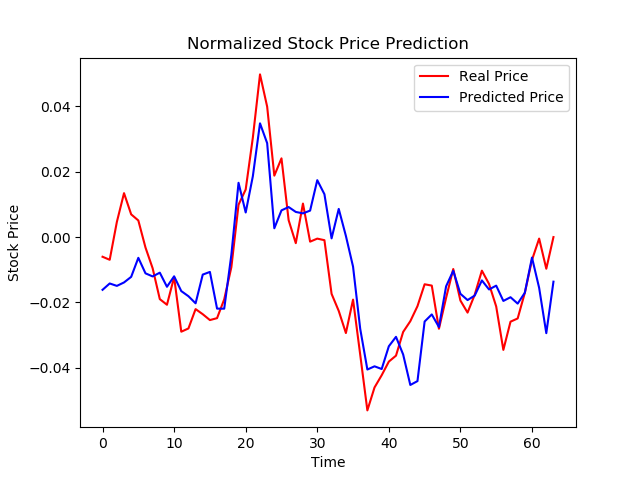 Normalized Stock Price Prediction
Real Price
Predicted Price
0.04
0.02
0.00
−0.02
−0.04
Stock Price
0 10 20 30 40 50 60
Time